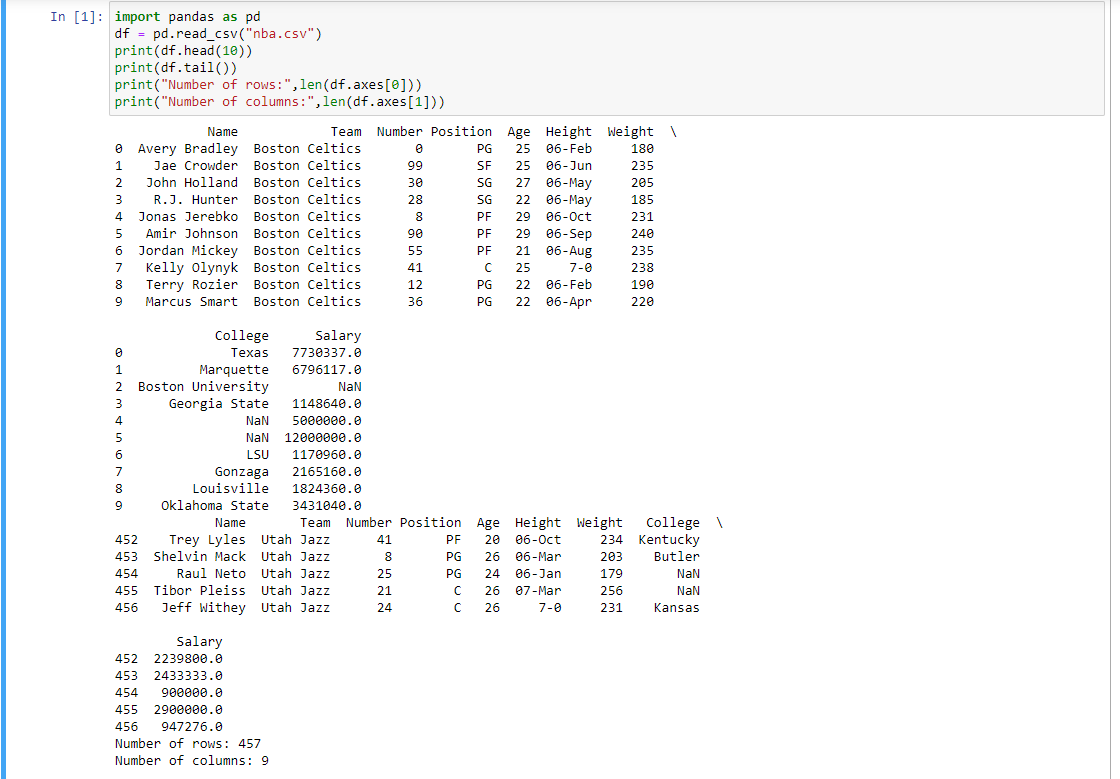 In [1]: import pandas as pd
df = pd.read_csv("nba.csv")
print(df.head(10))
print(df.tail())
print("Number of rows:",len(df.axes[0]))
print("Number of columns:",len(df.axes[1]))
            Name            Team  Number Position  Age  Height  Weight  \
0  Avery Bradley  Boston Celtics       0       PG   25  06-Feb     180
1    Jae Crowder  Boston Celtics      99       SF   25  06-Jun     235
2   John Holland  Boston Celtics      30       SG   27  06-May     205
3    R.J. Hunter  Boston Celtics      28       SG   22  06-May     185
4  Jonas Jerebko  Boston Celtics       8       PF   29  06-Oct     231
5   Amir Johnson  Boston Celtics      90       PF   29  06-Sep     240
6  Jordan Mickey  Boston Celtics      55       PF   21  06-Aug     235
7   Kelly Olynyk  Boston Celtics      41        C   25     7-0     238
8   Terry Rozier  Boston Celtics      12       PG   22  06-Feb     190
9   Marcus Smart  Boston Celtics      36       PG   22  06-Apr     220
             College      Salary
0              Texas   7730337.0
1          Marquette   6796117.0
2  Boston University         NaN
3      Georgia State   1148640.0
4                NaN   5000000.0
5                NaN  12000000.0
6                LSU   1170960.0
7            Gonzaga   2165160.0
8         Louisville   1824360.0
9     Oklahoma State   3431040.0
             Name       Team  Number Position  Age  Height  Weight   College  \
452    Trey Lyles  Utah Jazz      41       PF   20  06-Oct     234  Kentucky
453  Shelvin Mack  Utah Jazz       8       PG   26  06-Mar     203    Butler
454     Raul Neto  Utah Jazz      25       PG   24  06-Jan     179       NaN
455  Tibor Pleiss  Utah Jazz      21        C   26  07-Mar     256       NaN
456   Jeff Withey  Utah Jazz      24        C   26     7-0     231    Kansas
        Salary
452  2239800.0
453  2433333.0
454   900000.0
455  2900000.0
456   947276.0
Number of rows: 457
Number of columns: 9